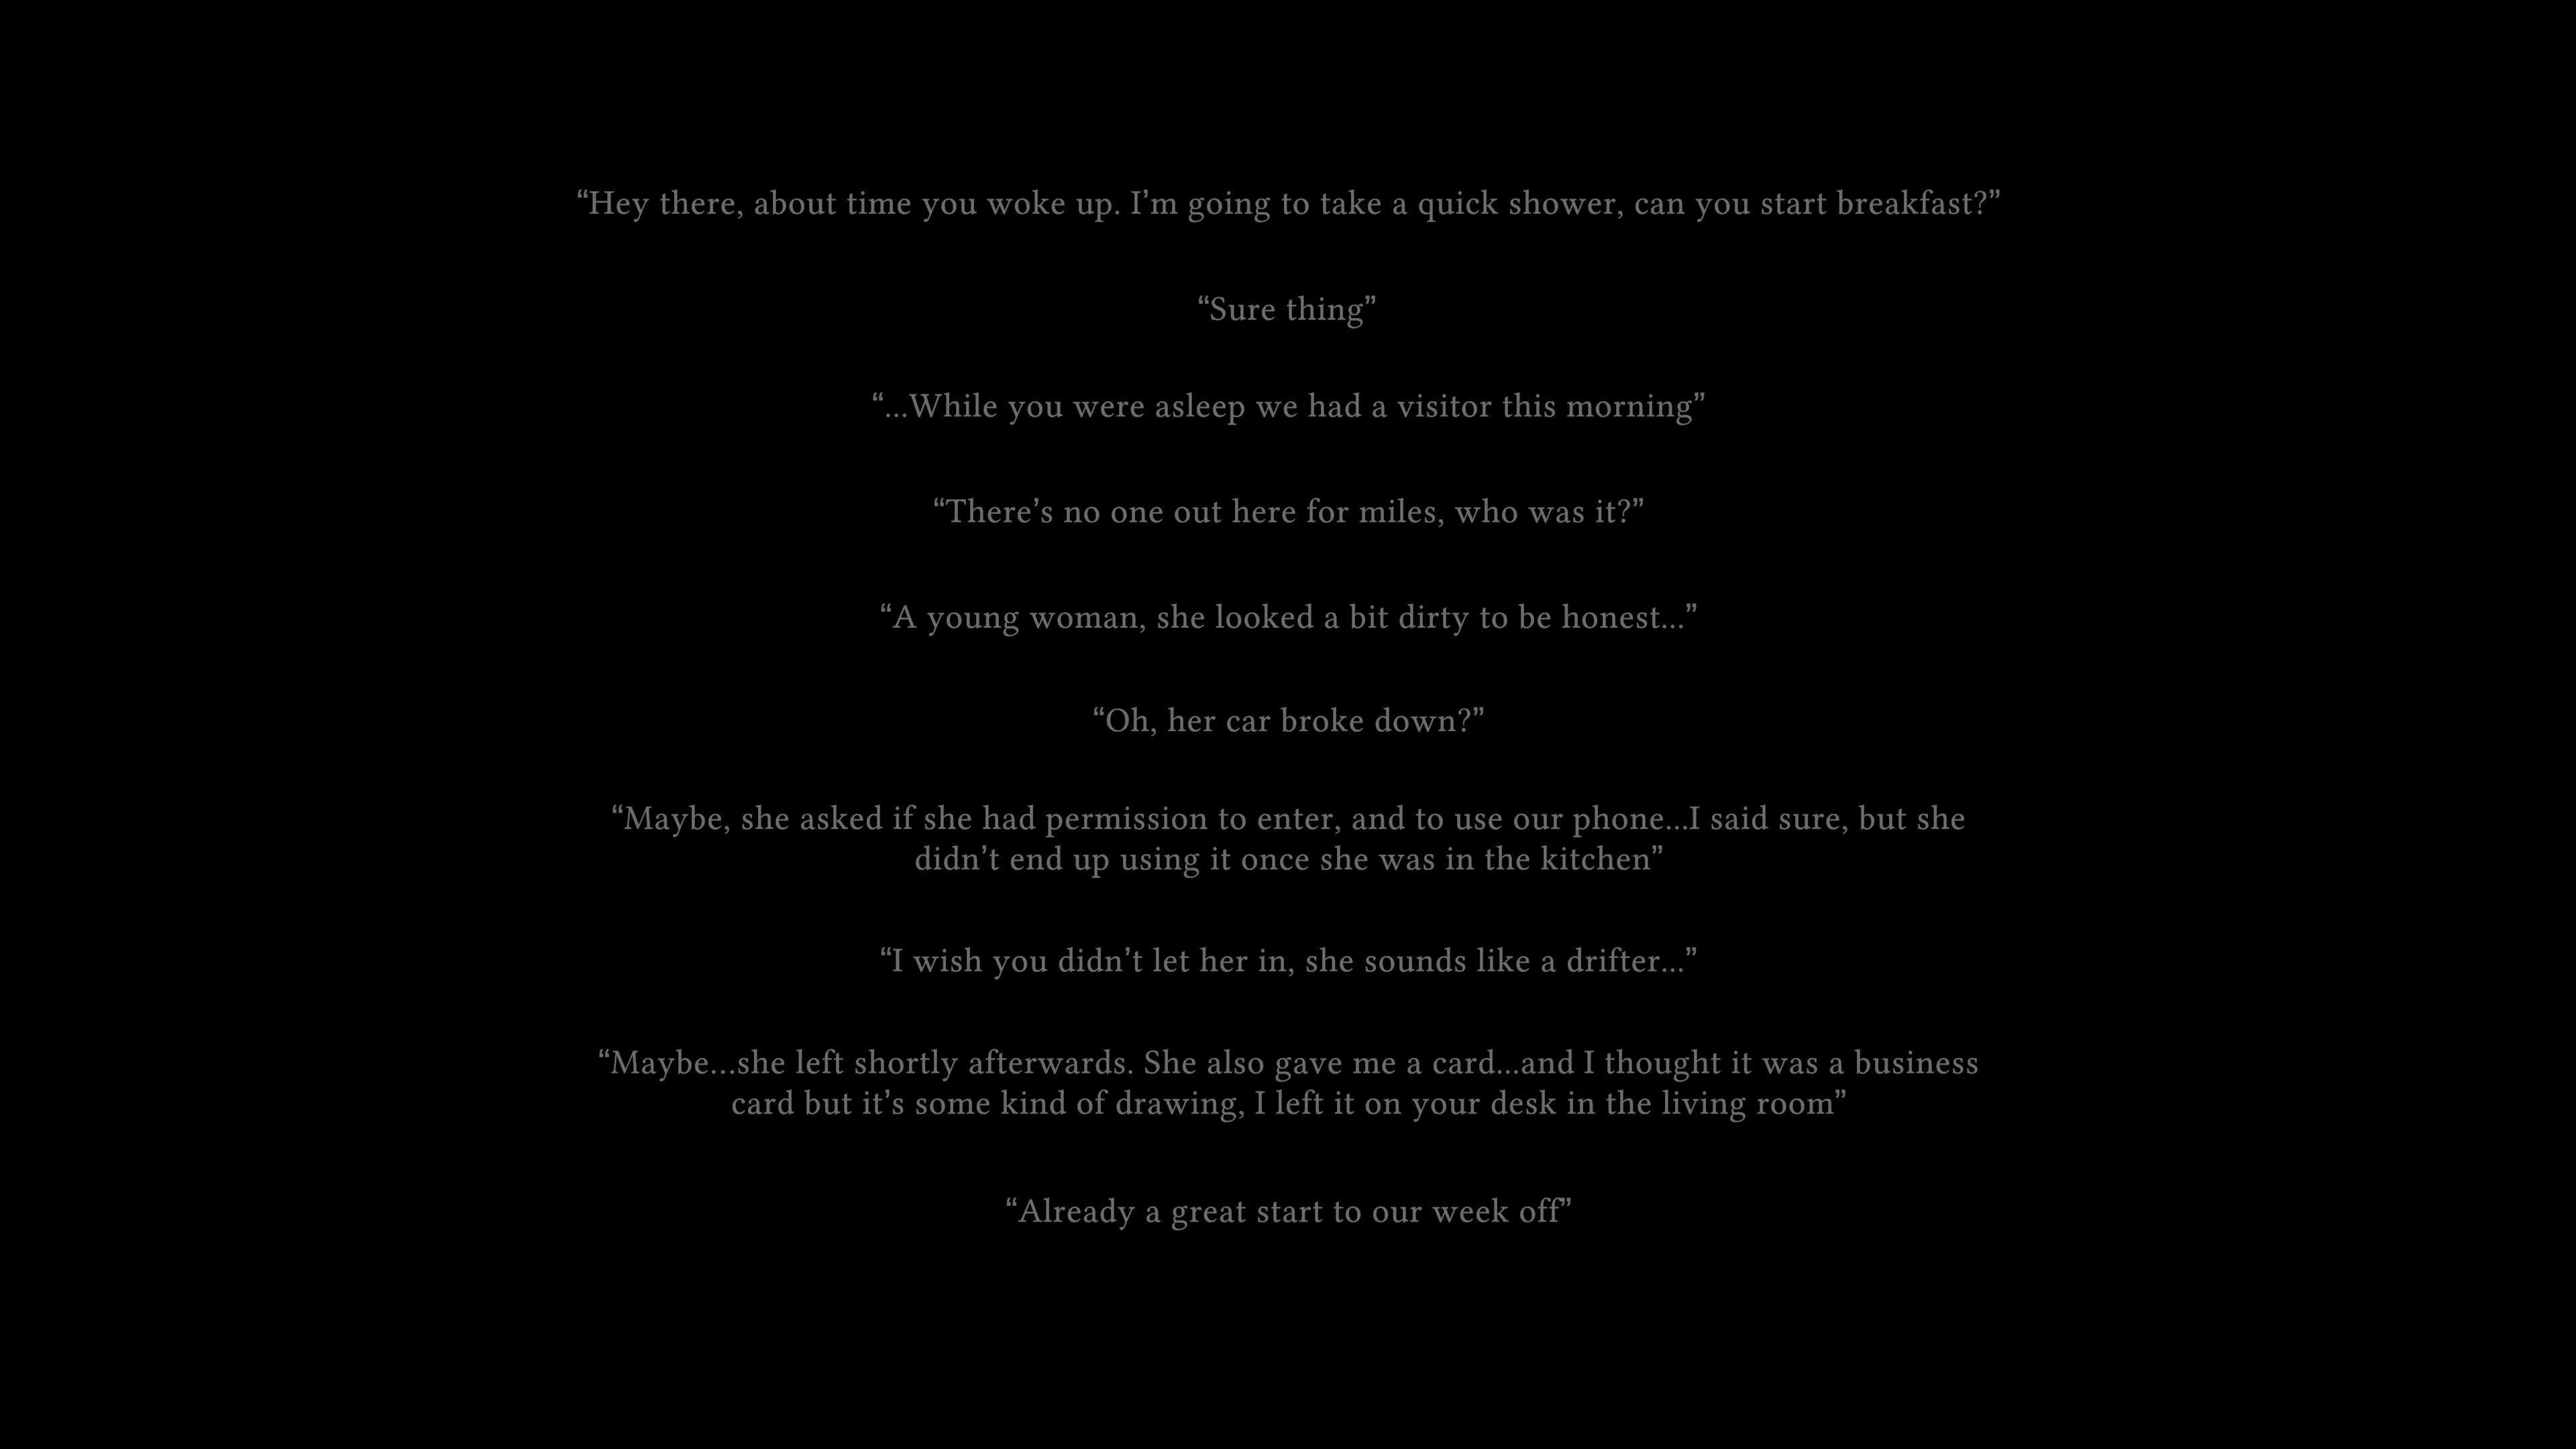 “Hey there, about time you woke up. I’m going to take a quick shower, can you start breakfast?”
“Sure thing”
“...While you were asleep we had a visitor this morning”
“There’s no one out here for miles, who was it?”
“A young woman, she looked a bit dirty to be honest...”
“Oh, her car broke down?”
“Maybe, she asked if she had permission to enter, and to use our phone...I said sure, but she
didn’t end up using it once she was in the kitchen”
“I wish you didn’t let her in, she sounds like a drifter...”
“Maybe...she left shortly afterwards. She also gave me a card...and I thought it was a business
card but it’s some kind of drawing, I left it on your desk in the living room”
“Already a great start to our week off”